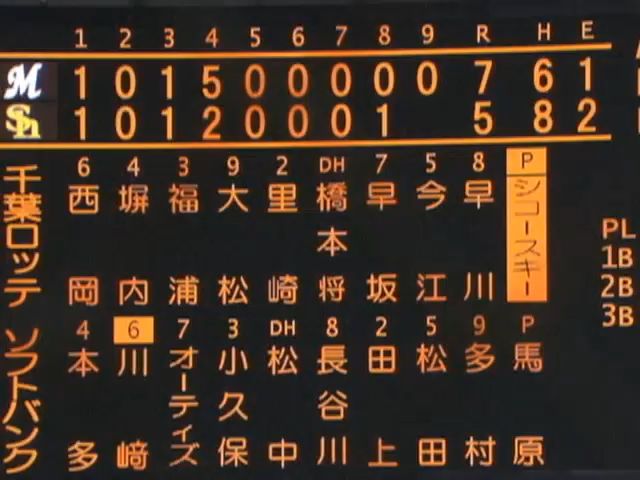 1 2 3 4 5 6 7 8 9 R H E
M 1 0 1 5 0 0 0 0 0 7 6 1
Sh 1 0 1 2 0 0 0 1 5 8 2
千葉ロッテ
6 西岡
4 塀内
3 福浦
9 大松
2 里崎
DH 橋本将
7 早坂
5 今江
8 早川
P シコースキー
ソフトバンク
4 本多
6 川﨑
7 オーティズ
3 小久保
DH 松中
8 長谷川
2 田上
5 松田
9 多村
P 馬原
PL
1B
2B
3B